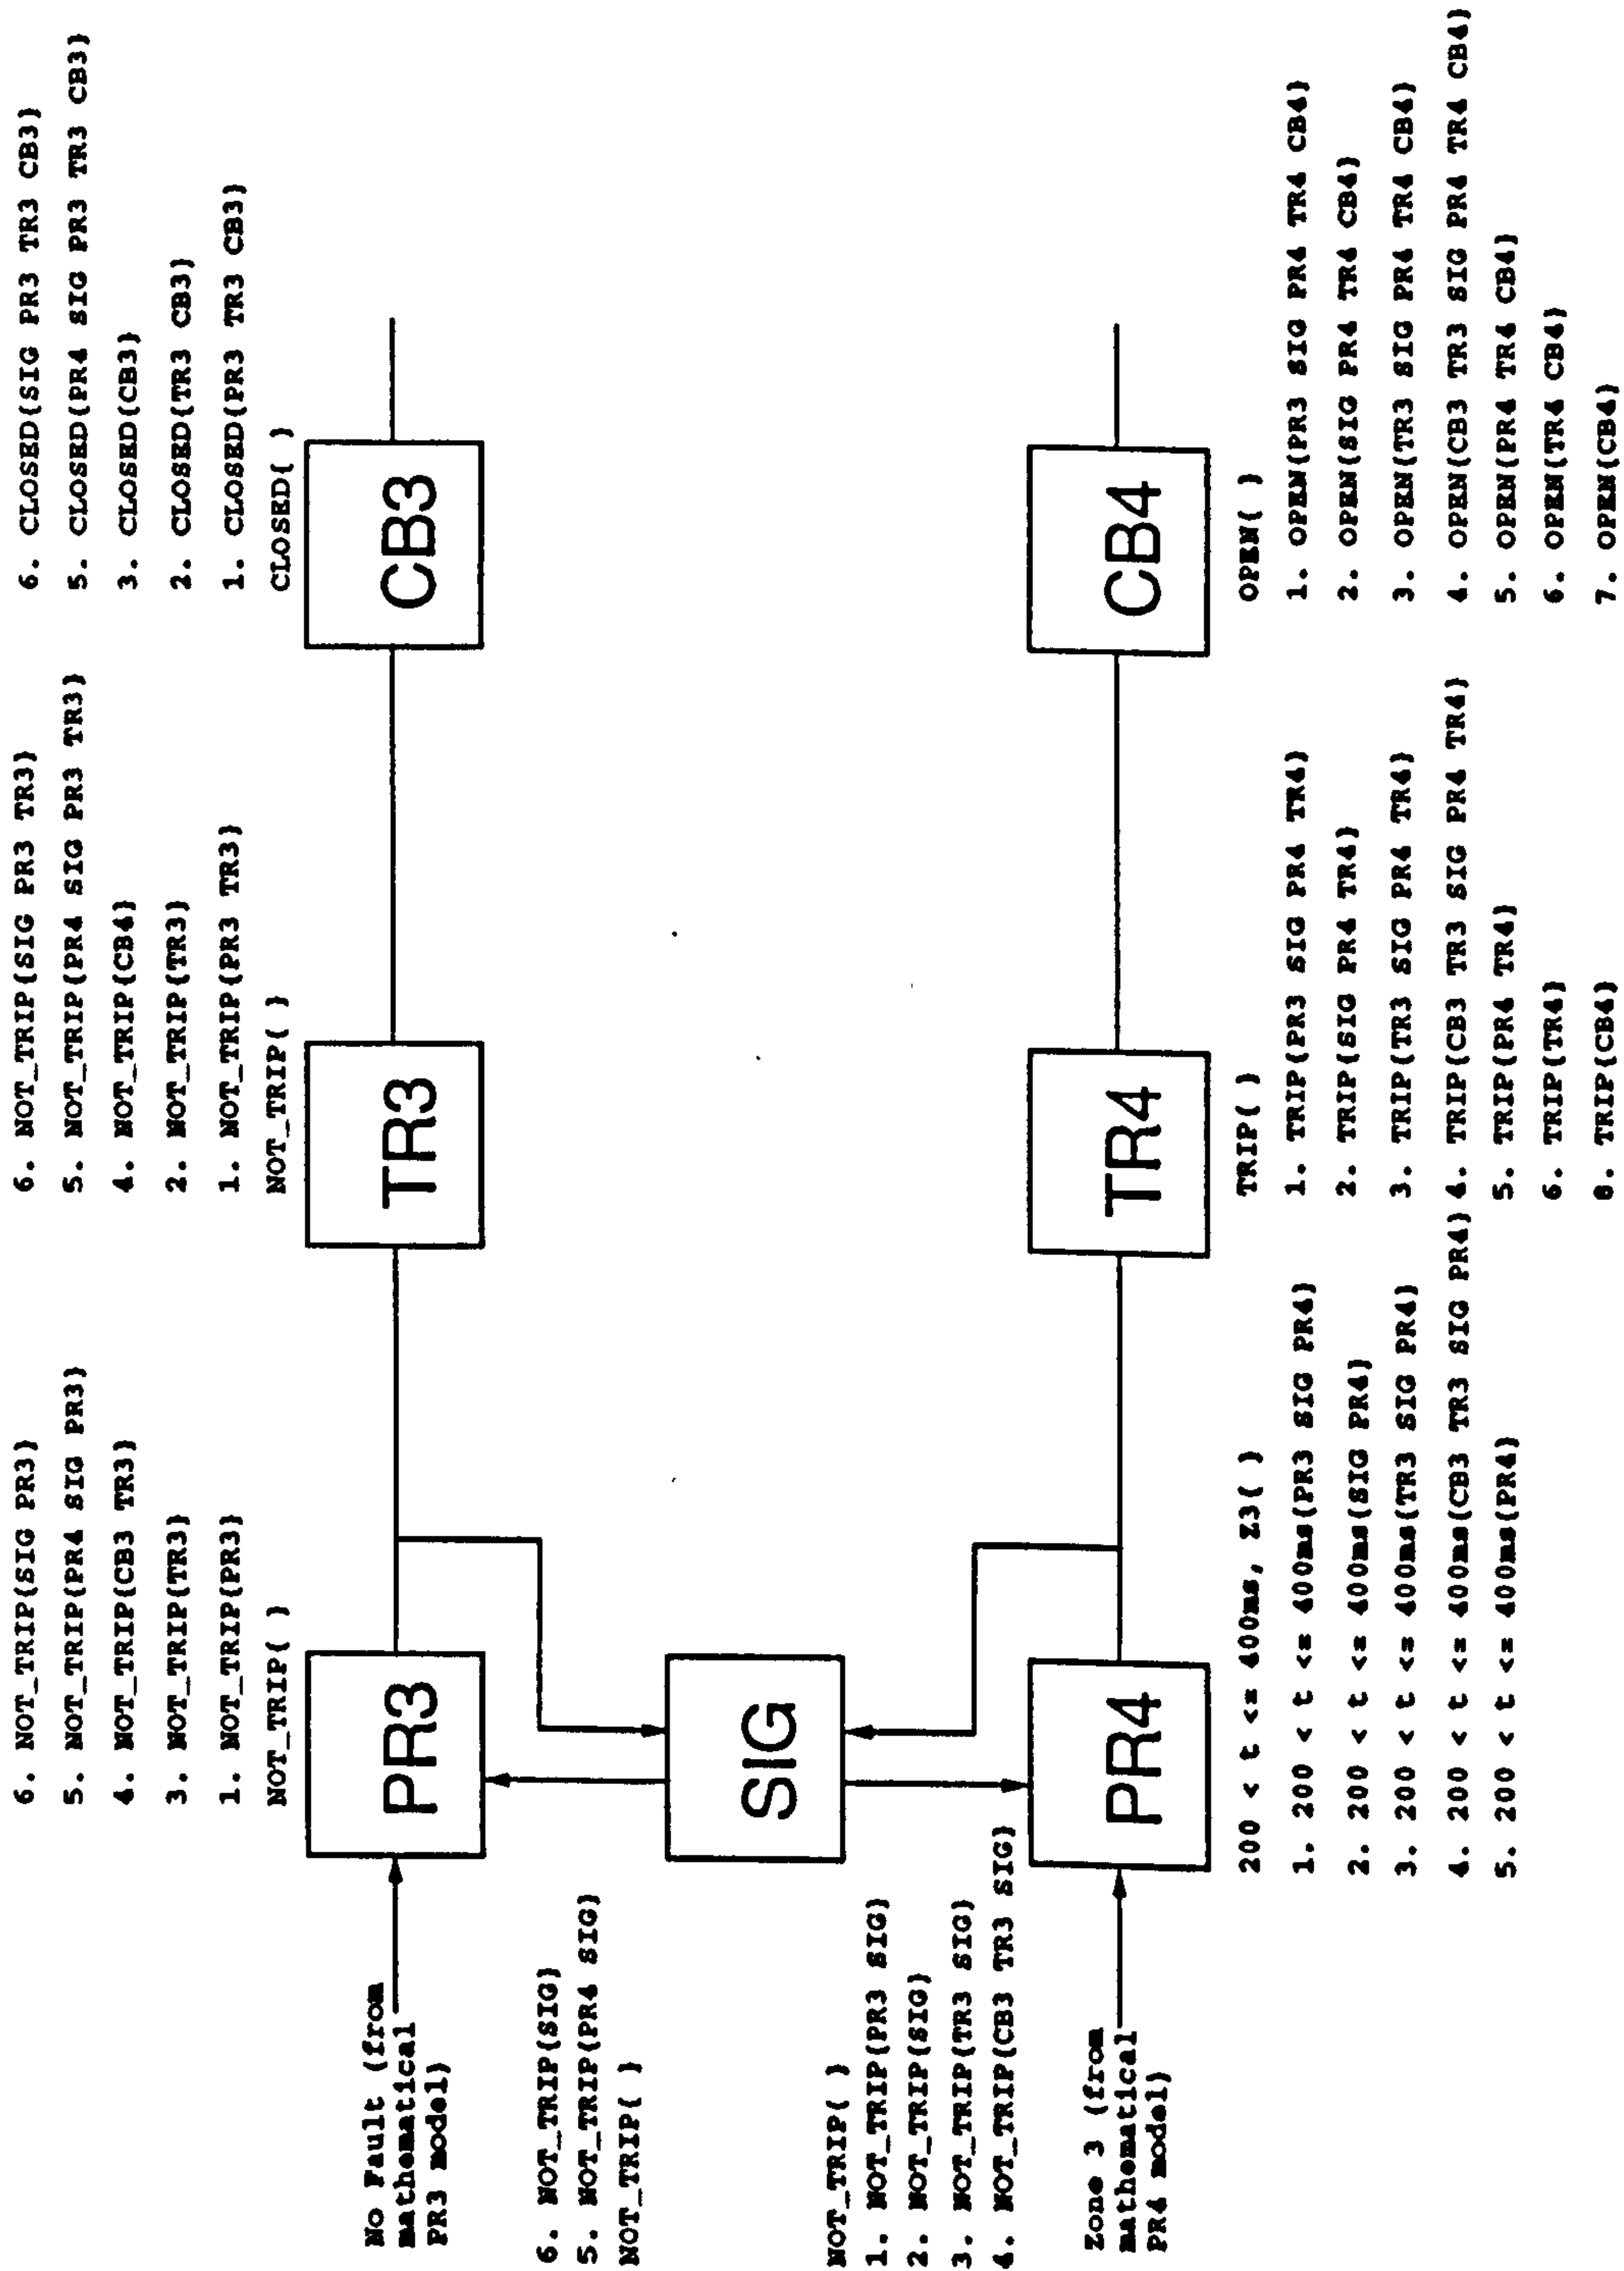 6. NOT_TRIP{SIG PR3}
5. NOT_TRIP{PR4 SIG PR3}
4. NOT_TRIP{CB3 TR3}
3. NOT_TRIP{TR3}
1. NOT_TRIP{PR3}
NOT_TRIP{ }
6. NOT_TRIP{SIG PR3 TR3}
5. NOT_TRIP{PR4 SIG PR3 TR3}
4. NOT_TRIP{CB4}
2. NOT_TRIP{TR3}
1. NOT_TRIP{PR3 TR3}
NOT_TRIP{ }
6. CLOSED{SIG PR3 TR3 CB3}
5. CLOSED{PR4 SIG PR3 TR3 CB3}
3. CLOSED{CB3}
2. CLOSED{TR3 CB3}
1. CLOSED{PR3 TR3 CB3}
CLOSED{ }
No Fault (from
mathematical
PR3 model)
PR3
TR3
CB3
6. NOT_TRIP{SIG}
5. NOT_TRIP{PR4 SIG}
NOT_TRIP{ }
SIG
NOT_TRIP{ }
1. NOT_TRIP{PR3 SIG}
2. NOT_TRIP{SIG}
3. NOT_TRIP{TR3 SIG}
4. NOT_TRIP{CB3 TR3 SIG}
Zone 3 (from
mathematical
PR4 model)
PR4
TR4
CB4
200 < t <= 400ms, Z3{ }
1. 200 < t <= 400ms{PR3 SIG PR4}
2. 200 < t <= 400ms{SIG PR4}
3. 200 < t <= 400ms{TR3 SIG PR4}
4. 200 < t <= 400ms{CB3 TR3 SIG PR4}
5. 200 < t <= 400ms{PR4}
TRIP{ }
1. TRIP{PR3 SIG PR4 TR4}
2. TRIP{SIG PR4 TR4}
3. TRIP{TR3 SIG PR4 TR4}
4. TRIP{CB3 TR3 SIG PR4 TR4}
5. TRIP{PR4 TR4}
6. TRIP{TR4}
8. TRIP{CB4}
OPEN{ }
1. OPEN{PR3 SIG PR4 TR4 CB4}
2. OPEN{SIG PR4 TR4 CB4}
3. OPEN{TR3 SIG PR4 TR4 CB4}
4. OPEN{CB3 TR3 SIG PR4 TR4 CB4}
5. OPEN{PR4 TR4 CB4}
6. OPEN{TR4 CB4}
7. OPEN{CB4}